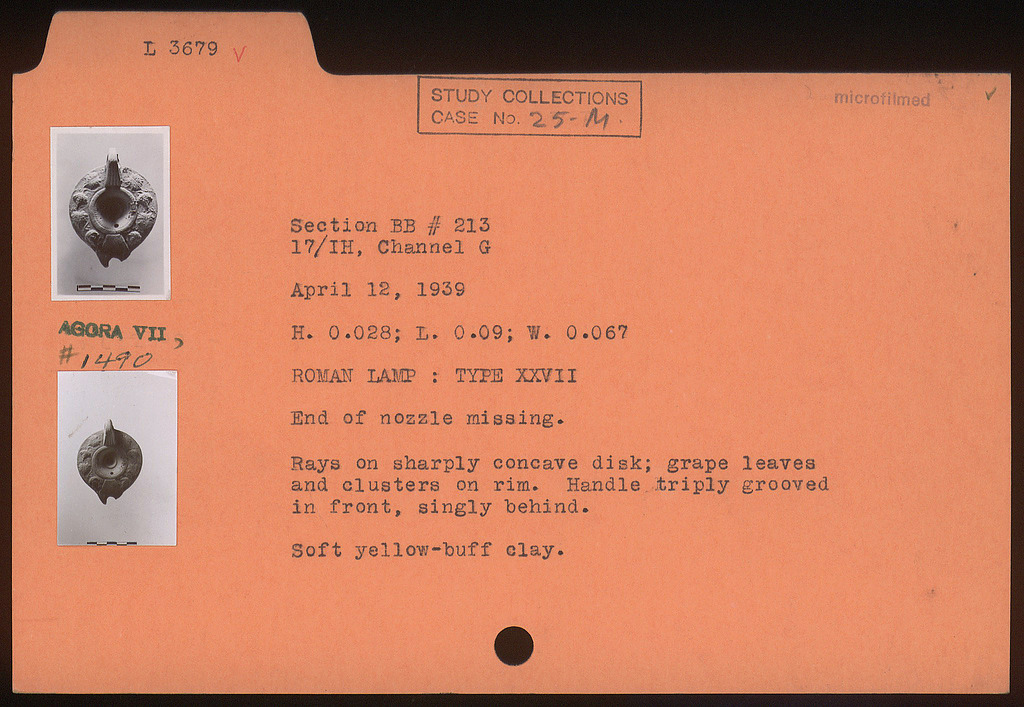 L 3679 V
STUDY COLLECTIONS
CASE No. 25-M.
microfilmed ✓
AGORA VII,
#1490
Section BB # 213
17/IH, Channel G
April 12, 1939
H. 0.028; L. 0.09; W. 0.067
ROMAN LAMP : TYPE XXVII
End of nozzle missing.
Rays on sharply concave disk; grape leaves
and clusters on rim. Handle triply grooved
in front, singly behind.
Soft yellow-buff clay.